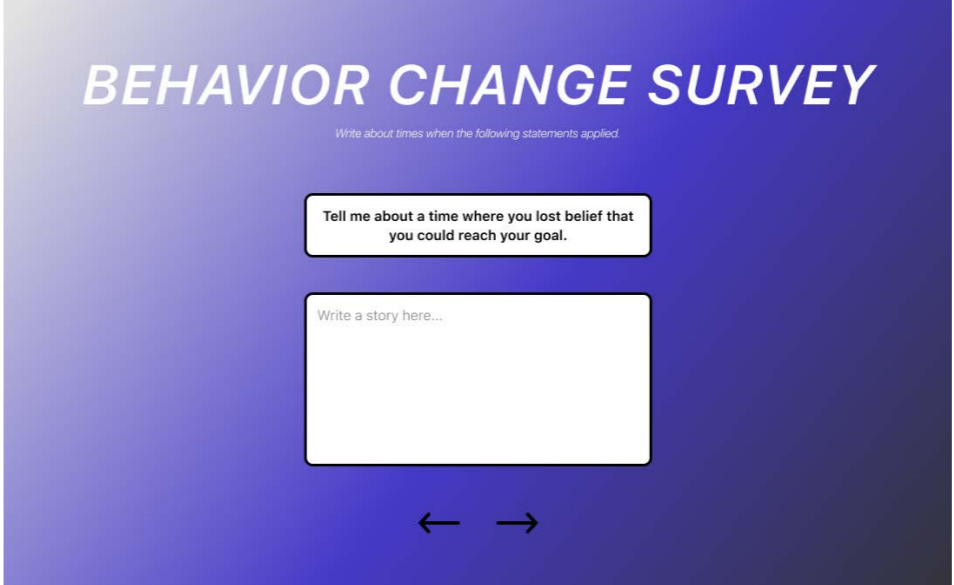 BEHAVIOR CHANGE SURVEY
Write about times when the following statements applied.
Tell me about a time where you lost belief that
you could reach your goal.
Write a story here...